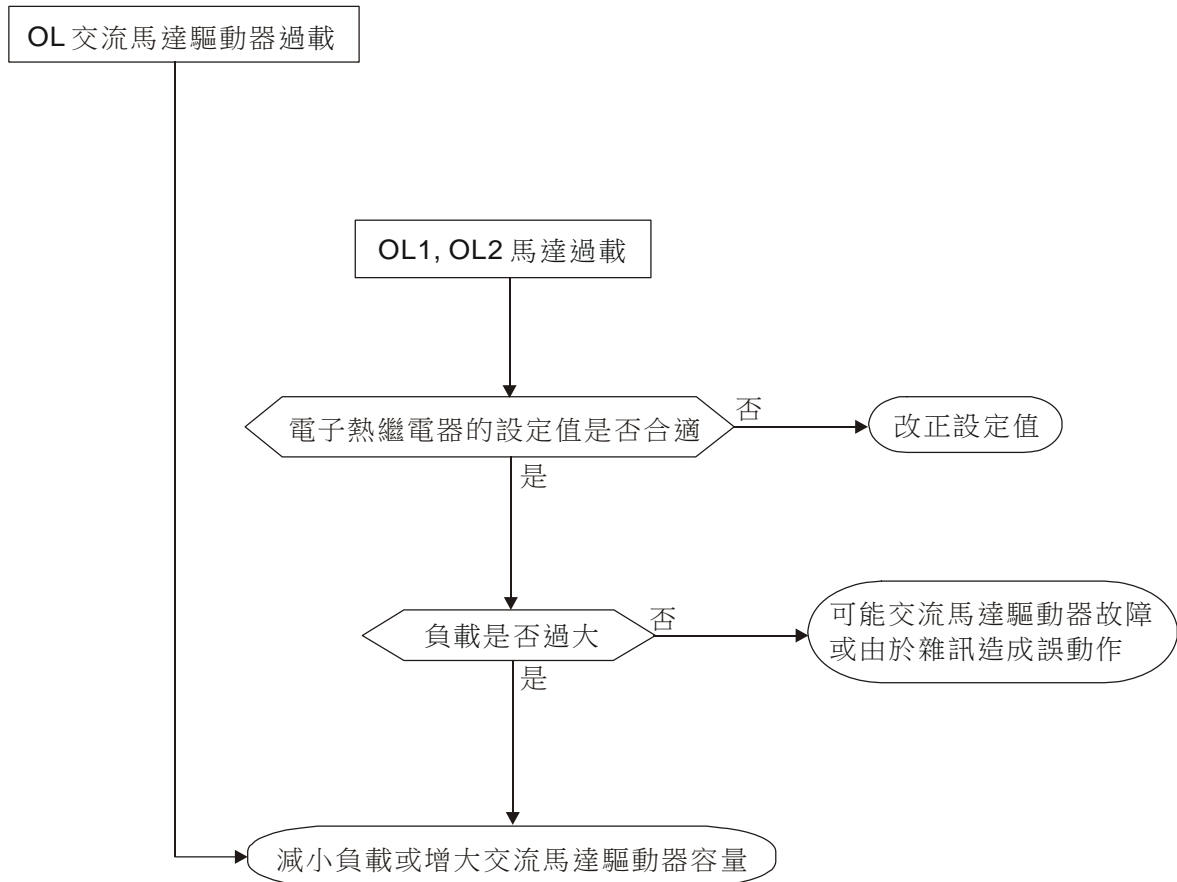 OL 交流馬達驅動器過載
OL1, OL2 馬達過載
電子熱繼電器的設定值是否合適
否
改正設定值
是
負載是否過大
否
可能交流馬達驅動器故障
或由於雜訊造成誤動作
是
減小負載或增大交流馬達驅動器容量